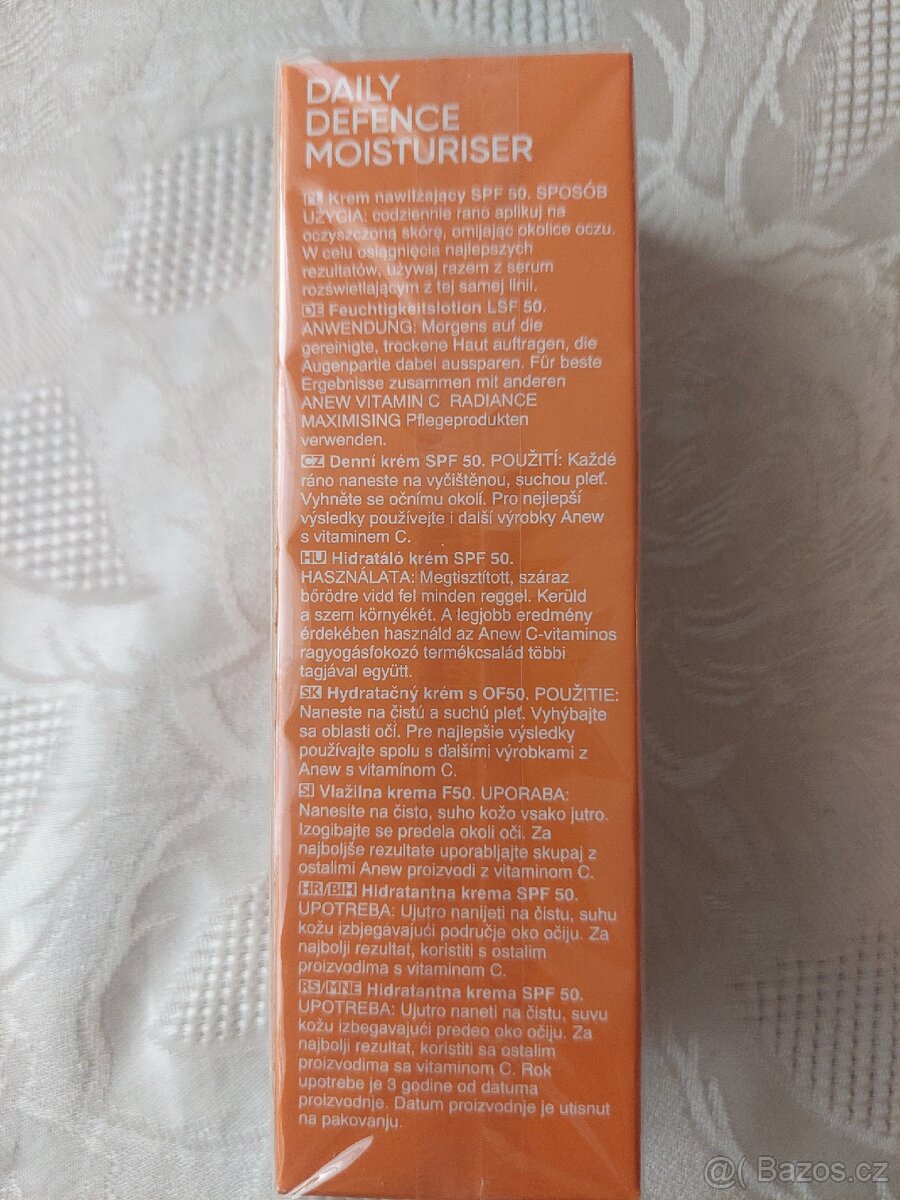 DAILY
DEFENCE
MOISTURISER
PL Krem nawilżający SPF 50. SPOSÓB
UŻYCIA: codziennie rano aplikuj na
oczyszczoną skórę, omijając okolice oczu.
W celu osiągnięcia najlepszych
rezultatów, używaj razem z serum
rozświetlającym z tej samej linii.
DE Feuchtigkeitslotion LSF 50.
ANWENDUNG: Morgens auf die
gereinigte, trockene Haut auftragen, die
Augenpartie dabei aussparen. Für beste
Ergebnisse zusammen mit anderen
ANEW VITAMIN C RADIANCE
MAXIMISING Pflegeprodukten
verwenden.
CZ Denní krém SPF 50. POUŽITÍ: Každé
ráno naneste na vyčištěnou, suchou pleť.
Vyhněte se očnímu okolí. Pro nejlepší
výsledky používejte i další výrobky Anew
s vitaminem C.
HU Hidratáló krém SPF 50.
HASZNÁLATA: Megtisztított, száraz
bőrödre vidd fel minden reggel. Kerüld
a szem környékét. A legjobb eredmény
érdekében használd az Anew C-vitaminos
ragyogásfokozó termékcsalád többi
tagjával együtt.
SK Hydratačný krém s OF50. POUŽITIE:
Naneste na čistú a suchú pleť. Vyhýbajte
sa oblasti očí. Pre najlepšie výsledky
používajte spolu s ďalšími výrobkami z
Anew s vitamínom C.
SI Vlažilna krema F50. UPORABA:
Nanesite na čisto, suho kožo vsako jutro.
Izogibajte se predela okoli oči. Za
najboljše rezultate uporabljajte skupaj z
ostalimi Anew proizvodi z vitaminom C.
HR/BIH Hidratantna krema SPF 50.
UPOTREBA: Ujutro nanijeti na čistu, suhu
kožu izbjegavajući područje oko očiju. Za
najbolji rezultat, koristiti s ostalim
proizvodima s vitaminom C.
RS/MNE Hidratantna krema SPF 50.
UPOTREBA: Ujutro naneti na čistu, suvu
kožu izbegavajući predeo oko očiju. Za
najbolji rezultat, koristiti sa ostalim
proizvodima sa vitaminom C. Rok
upotrebe je 3 godine od datuma
proizvodnje. Datum proizvodnje je utisnut
na pakovanju.
@ Bazos.cz